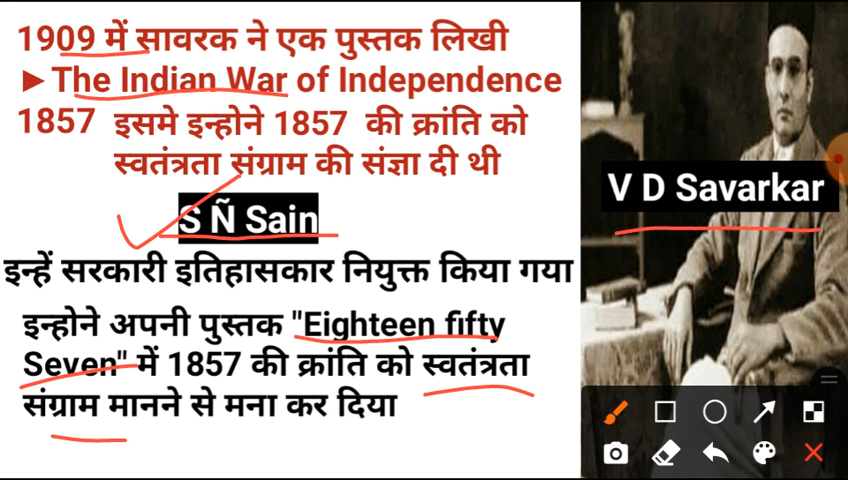 1909 में सावरक ने एक पुस्तक लिखी
►The Indian War of Independence
1857 इसमे इन्होने 1857 की क्रांति को
स्वतंत्रता संग्राम की संज्ञा दी थी
S Ñ Sain
इन्हें सरकारी इतिहासकार नियुक्त किया गया
इन्होने अपनी पुस्तक "Eighteen fifty
Seven" में 1857 की क्रांति को स्वतंत्रता
संग्राम मानने से मना कर दिया
V D Savarkar